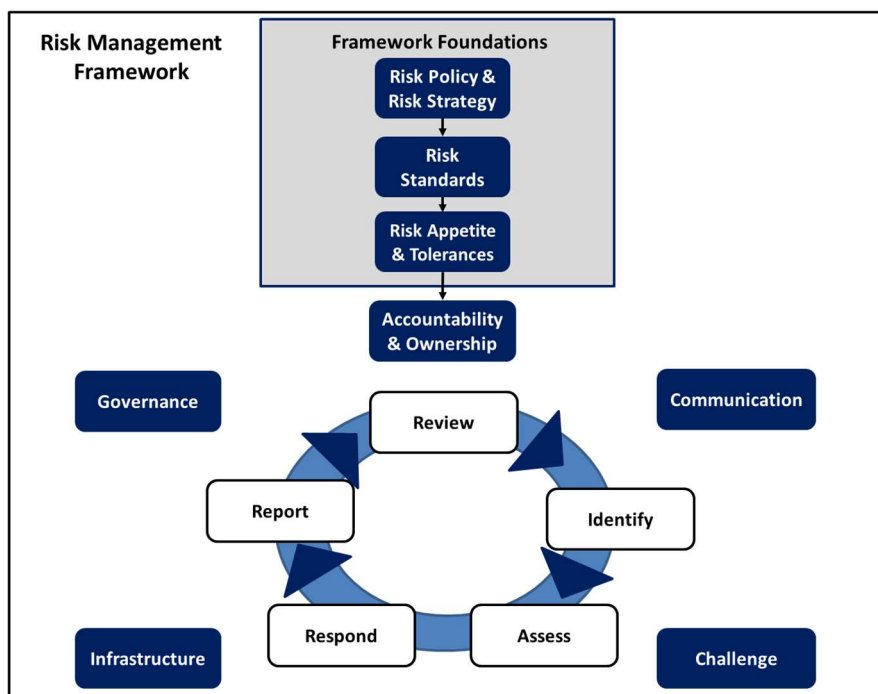 Risk Management
Framework
Framework Foundations
Risk Policy &
Risk Strategy
Risk
Standards
Risk Appetite
& Tolerances
Accountability
& Ownership
Governance
Communication
Review
Report
Identify
Respond
Assess
Infrastructure
Challenge